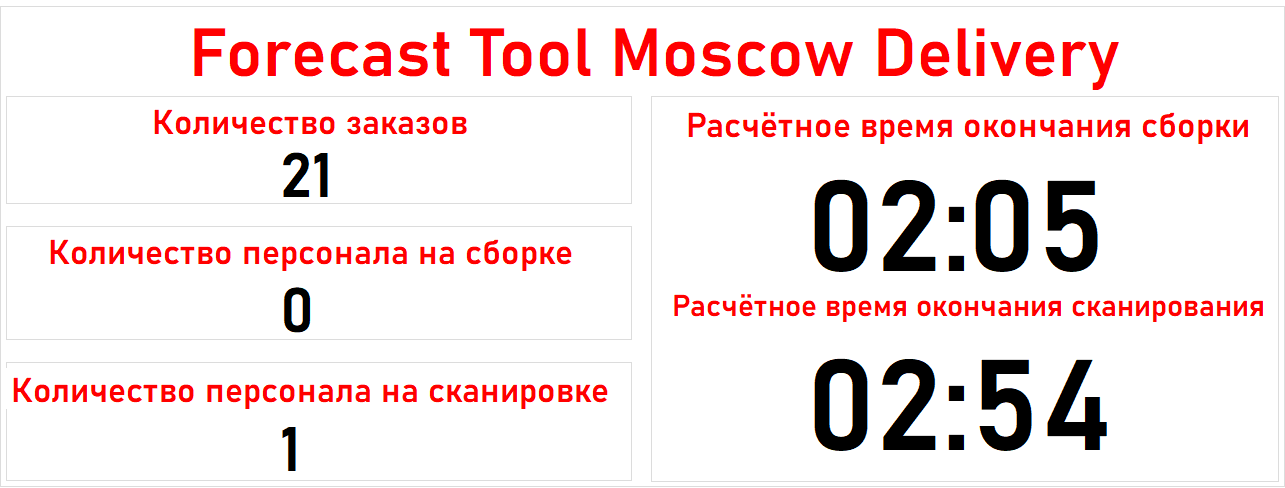 Forecast Tool Moscow Delivery
Количество заказов
21
Количество персонала на сборке
0
Количество персонала на сканировке
1
Расчётное время окончания сборки
02:05
Расчётное время окончания сканирования
02:54